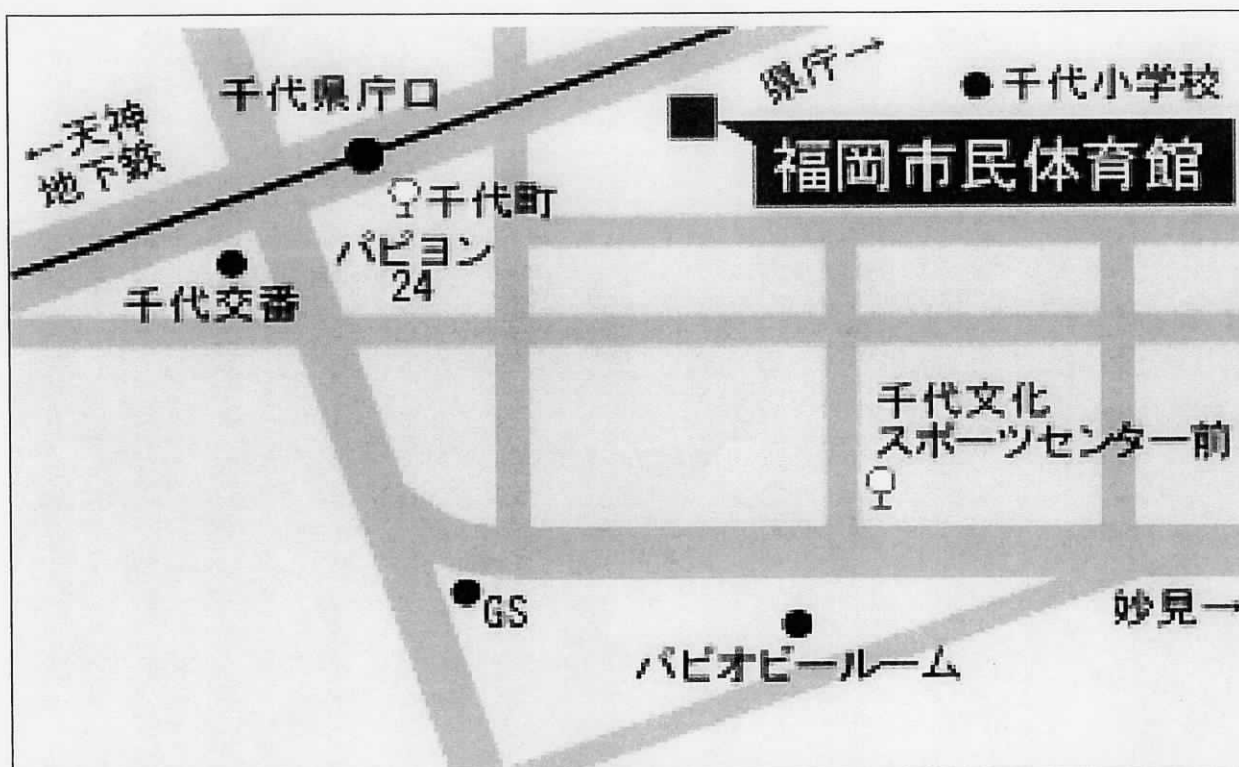 県庁→
●千代小学校
千代県庁口
←天神
地下鉄
福岡市民体育館
千代町
パピヨン
24
千代交番
千代文化
スポーツセンター前
GS
妙見→
パピオビールーム